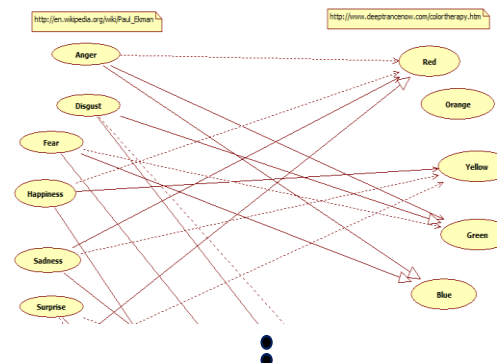 http://en.wikipedia.org/wiki/Paul_Ekman
http://www.deeptrancenow.com/colortherapy.htm
Anger
Red
Disgust
Orange
Fear
Yellow
Happiness
Green
Sadness
Blue
Surprise